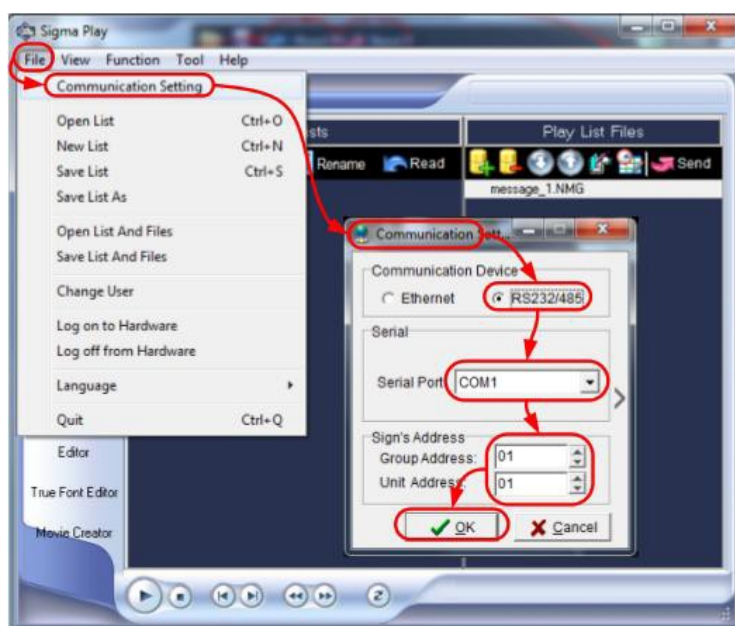 Sigma Play
File View Function Tool Help
Communication Setting
Open List Ctrl+O
New List Ctrl+N
Save List Ctrl+S
Save List As
Open List And Files
Save List And Files
Change User
Log on to Hardware
Log off from Hardware
Language
Quit Ctrl+Q
Editor
True Font Editor
Movie Creator
sts
Rename Read
Play List Files
Send
message_1.NMG
Communication Sett...
Communication Device
Ethernet RS232/485
Serial
Serial Port: COM1
Sign's Address
Group Address: 01
Unit Address: 01
OK Cancel